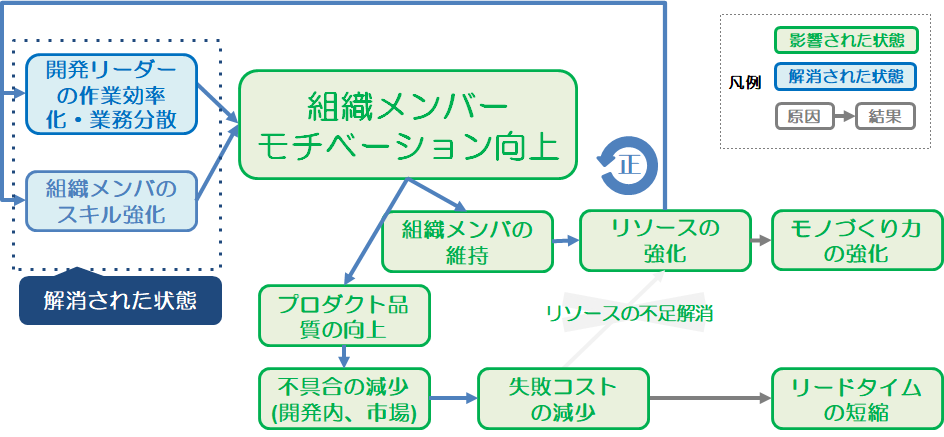 影響された状態
開発リーダー
の作業効率
化・業務分散
組織メンバー
モチベーション向上
凡例
解消された状態
原因
結果
正
組織メンバの
スキル強化
組織メンバの
維持
リソースの
強化
モノづくり力
の強化
解消された状態
プロダクト品
質の向上
リソースの不足解消
不具合の減少
(開発内、市場)
失敗コスト
の減少
リードタイム
の短縮